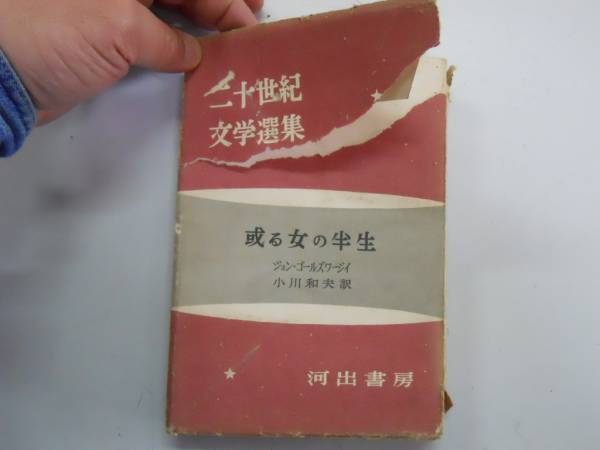 二十世紀
文学選集
或る女の半生
ジョン・ゴールズワージイ
小川和夫訳
河出書房